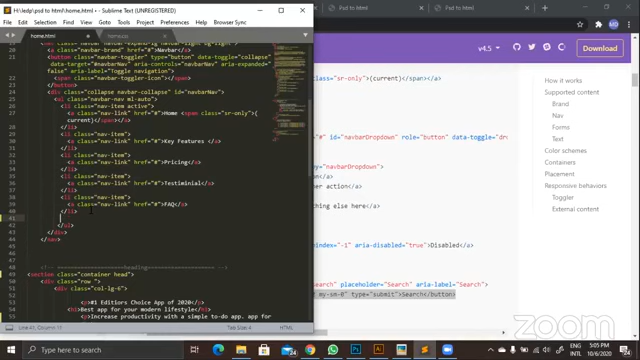 H:\ledp\psd to html\home.html • - Sublime Text (UNREGISTERED)
File Edit Selection Find View Goto Tools Project Preferences Help Browser Sync
home.html
Psd to html
Psd to html
<a class="navbar-brand" href="#">Navbar</a>
<button class="navbar-toggler" type="button" data-toggle="collapse"
data-target="#navbarNav" aria-controls="navbarNav" aria-expanded=
"false" aria-label="Toggle navigation">
<span class="navbar-toggler-icon"></span>
</button>
<div class="collapse navbar-collapse" id="navbarNav">
<ul class="navbar-nav ml-auto">
<li class="nav-item active">
<a class="nav-link" href="#">Home <span class="sr-only">(
current)</span></a>
</li>
<li class="nav-item">
<a class="nav-link" href="#">Key Features </a>
</li>
<li class="nav-item">
<a class="nav-link" href="#">Pricing</a>
</li>
<li class="nav-item">
<a class="nav-link" href="#">Testiminial</a>
</li>
<li class="nav-item">
<a class="nav-link" href="#">FAQ</a>
</li>
41
</ul>
</div>
</nav>
<section class="container head">
<div class="row ">
<div class="col-lg-6">
<p>#1 Editiors Choice App of 2020</p>
<h1>Best app for your modern lifestyle</h1>
<p>Increase productivity with a simple to-do app. app for
Line 41, Column 11
Tab Size: 4
HTML
v4.5
Download
class="sr-only">(current)</span></a>
id="navbarDropdown" role="button" data-toggle="dro
"navbarDropdown">
ner action</a>
thing else here</a>
ndex="-1" aria-disabled="true">Disabled</a>
Search" placeholder="Search" aria-label="Search">
my-sm-0" type="submit">Search</button>
How it works
Supported content
Brand
Nav
Forms
Text
Color schemes
Containers
Placement
Responsive behaviors
Toggler
External content
zoom
Type here to search
ENG
INTL
5:05 PM
10/6/2020